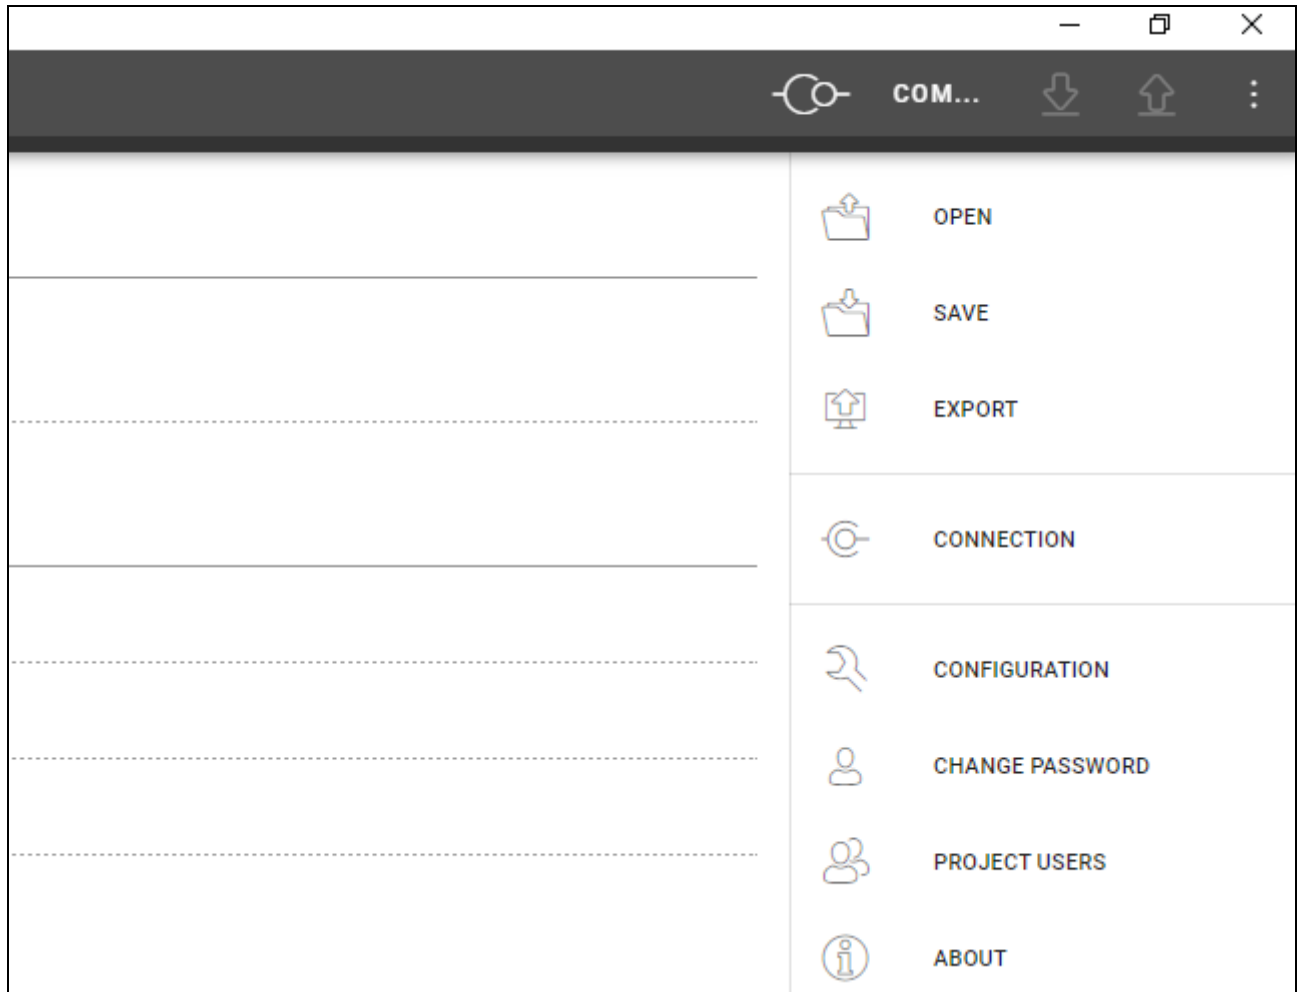 COM...
OPEN
SAVE
EXPORT
CONNECTION
CONFIGURATION
CHANGE PASSWORD
PROJECT USERS
ABOUT